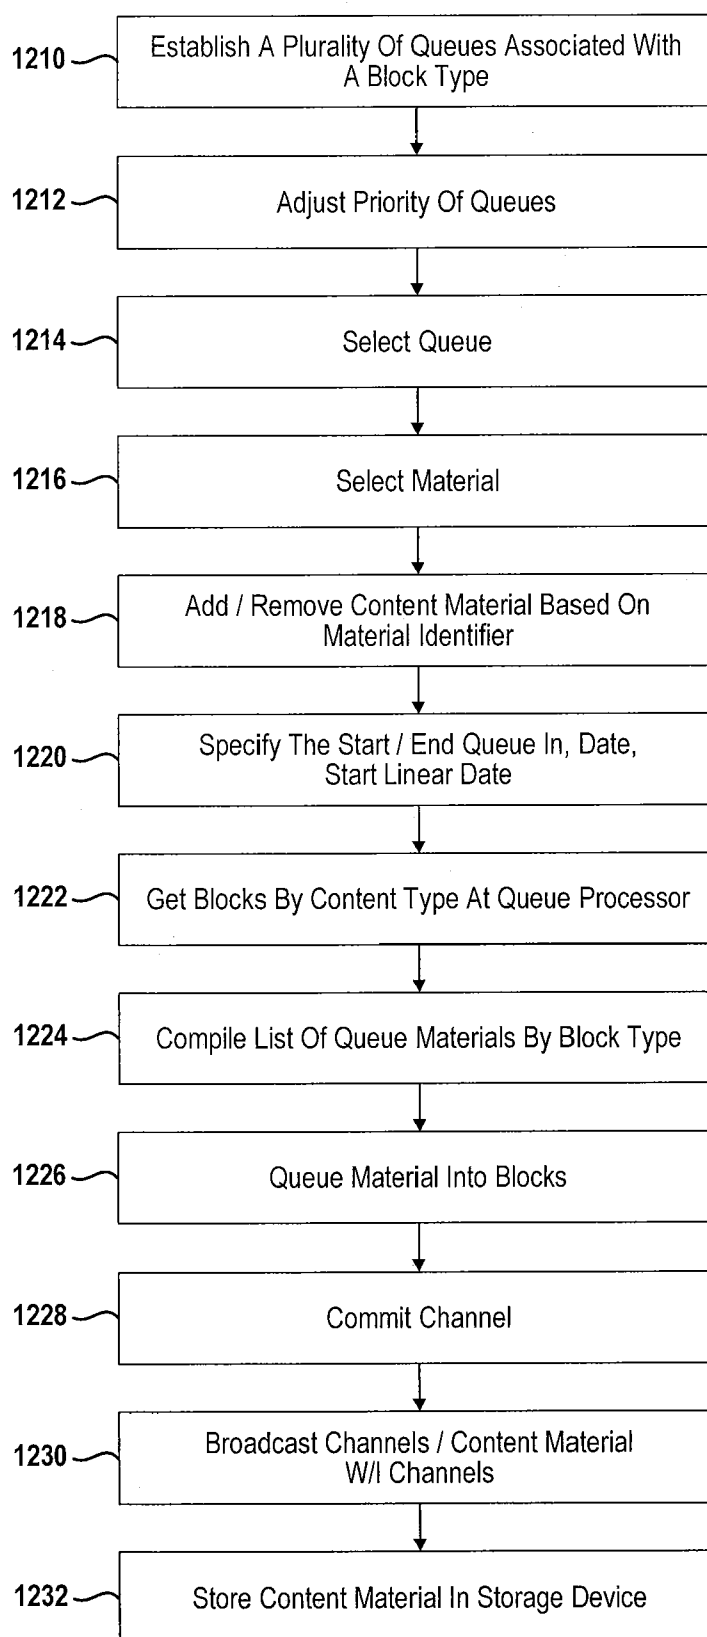 1210
Establish A Plurality Of Queues Associated With
A Block Type
1212
Adjust Priority Of Queues
1214
Select Queue
1216
Select Material
1218
Add / Remove Content Material Based On
Material Identifier
1220
Specify The Start / End Queue In, Date,
Start Linear Date
1222
Get Blocks By Content Type At Queue Processor
1224
Compile List Of Queue Materials By Block Type
1226
Queue Material Into Blocks
1228
Commit Channel
1230
Broadcast Channels / Content Material
W/I Channels
1232
Store Content Material In Storage Device